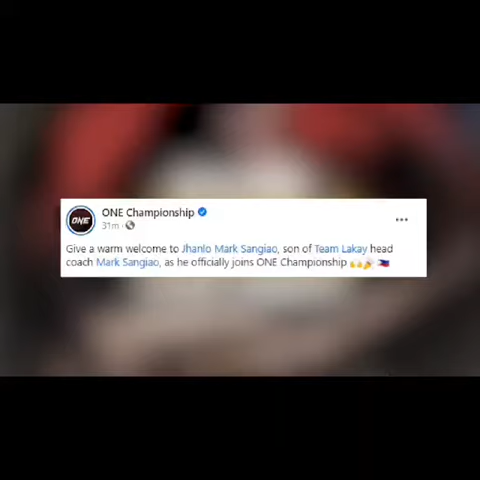 ONE
ONE Championship
31m ·
Give a warm welcome to Jhanlo Mark Sangiao, son of Team Lakay head
coach Mark Sangiao, as he officially joins ONE Championship 🙌🎉 🇵🇭